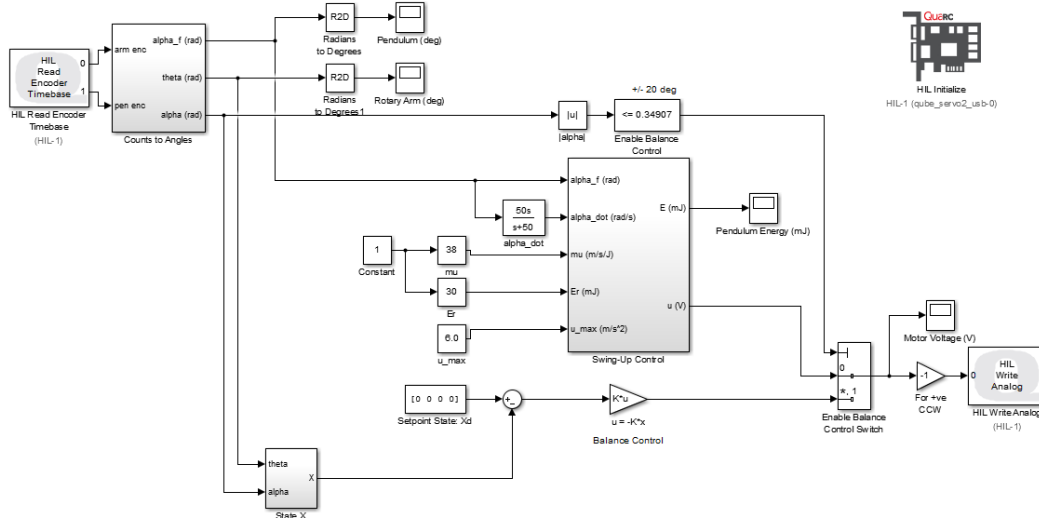 HIL
Read
Encoder
Timebase
0
1
HIL Read Encoder
Timebase
(HIL-1)
arm enc
pen enc
alpha_f (rad)
theta (rad)
alpha (rad)
Counts to Angles
R2D
Radians
to Degrees
Pendulum (deg)
R2D
Radians
to Degrees1
Rotary Arm (deg)
QuaRC
HIL Initialize
HIL-1 (qube_servo2_usb-0)
|u|
|alpha|
+/- 20 deg
<= 0.34907
Enable Balance
Control
alpha_f (rad)
alpha_dot (rad/s)
mu (m/s/J)
Er (mJ)
u_max (m/s^2)
E (mJ)
u (V)
Swing-Up Control
50s
s+50
alpha_dot
Pendulum Energy (mJ)
1
Constant
38
mu
30
Er
6.0
u_max
[0 0 0 0]
Setpoint State: Xd
+_
K*u
u = -K*x
Balance Control
0
*, 1
Enable Balance
Control Switch
Motor Voltage (V)
-1
For +ve
CCW
0
HIL
Write
Analog
HIL Write Analog
(HIL-1)
theta
alpha
X
State X